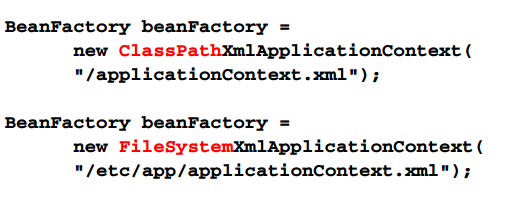 BeanFactory beanFactory =
new ClassPathXmlApplicationContext(
"/applicationContext.xml");
BeanFactory beanFactory =
new FileSystemXmlApplicationContext(
"/etc/app/applicationContext.xml");